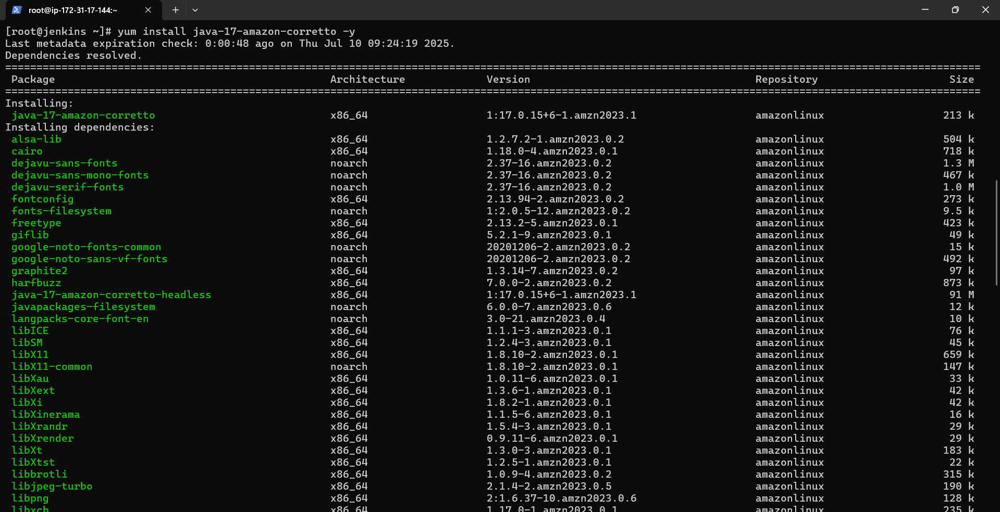 root@ip-172-31-17-144:~
[root@jenkins ~]# yum install java-17-amazon-corretto -y
Last metadata expiration check: 0:00:48 ago on Thu Jul 10 09:24:19 2025.
Dependencies resolved.
============================================================================================================================================================
Package Architecture Version Repository Size
============================================================================================================================================================
Installing:
java-17-amazon-corretto x86_64 1:17.0.15+6-1.amzn2023.1 amazonlinux 213 k
Installing dependencies:
alsa-lib x86_64 1.2.7.2-1.amzn2023.0.2 amazonlinux 504 k
cairo x86_64 1.18.0-4.amzn2023.0.1 amazonlinux 718 k
dejavu-sans-fonts noarch 2.37-16.amzn2023.0.2 amazonlinux 1.3 M
dejavu-sans-mono-fonts noarch 2.37-16.amzn2023.0.2 amazonlinux 467 k
dejavu-serif-fonts noarch 2.37-16.amzn2023.0.2 amazonlinux 1.0 M
fontconfig x86_64 2.13.94-2.amzn2023.0.2 amazonlinux 273 k
fonts-filesystem noarch 1:2.0.5-12.amzn2023.0.2 amazonlinux 9.5 k
freetype x86_64 2.13.2-5.amzn2023.0.1 amazonlinux 423 k
giflib x86_64 5.2.1-9.amzn2023.0.1 amazonlinux 49 k
google-noto-fonts-common noarch 20201206-2.amzn2023.0.2 amazonlinux 15 k
google-noto-sans-vf-fonts noarch 20201206-2.amzn2023.0.2 amazonlinux 492 k
graphite2 x86_64 1.3.14-7.amzn2023.0.2 amazonlinux 97 k
harfbuzz x86_64 7.0.0-2.amzn2023.0.2 amazonlinux 873 k
java-17-amazon-corretto-headless x86_64 1:17.0.15+6-1.amzn2023.1 amazonlinux 91 M
javapackages-filesystem noarch 6.0.0-7.amzn2023.0.6 amazonlinux 12 k
langpacks-core-font-en noarch 3.0-21.amzn2023.0.4 amazonlinux 10 k
libICE x86_64 1.1.1-3.amzn2023.0.1 amazonlinux 76 k
libSM x86_64 1.2.4-3.amzn2023.0.1 amazonlinux 45 k
libX11 x86_64 1.8.10-2.amzn2023.0.1 amazonlinux 659 k
libX11-common noarch 1.8.10-2.amzn2023.0.1 amazonlinux 147 k
libXau x86_64 1.0.11-6.amzn2023.0.1 amazonlinux 33 k
libXext x86_64 1.3.6-1.amzn2023.0.1 amazonlinux 42 k
libXi x86_64 1.8.2-1.amzn2023.0.1 amazonlinux 42 k
libXinerama x86_64 1.1.5-6.amzn2023.0.1 amazonlinux 16 k
libXrandr x86_64 1.5.4-3.amzn2023.0.1 amazonlinux 29 k
libXrender x86_64 0.9.11-6.amzn2023.0.1 amazonlinux 29 k
libXt x86_64 1.3.0-3.amzn2023.0.1 amazonlinux 183 k
libXtst x86_64 1.2.5-1.amzn2023.0.1 amazonlinux 22 k
libbrotli x86_64 1.0.9-4.amzn2023.0.2 amazonlinux 315 k
libjpeg-turbo x86_64 2.1.4-2.amzn2023.0.5 amazonlinux 190 k
libpng x86_64 2:1.6.37-10.amzn2023.0.6 amazonlinux 128 k
libxcb x86_64 1.17.0-1.amzn2023.0.1 amazonlinux 235 k